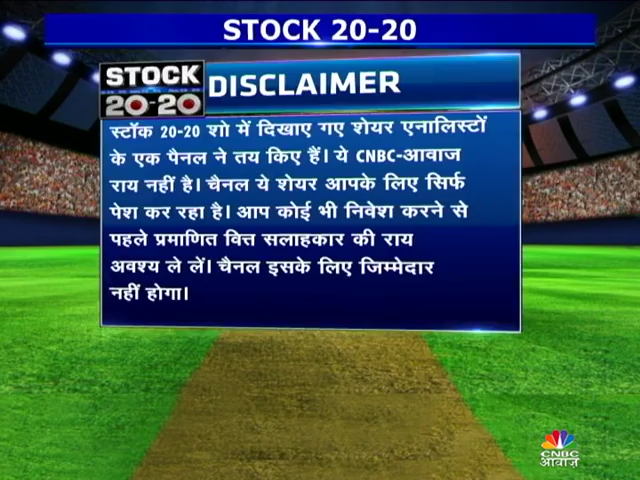 STOCK 20-20
STOCK
20-20
DISCLAIMER
स्टॉक 20-20 शो में दिखाए गए शेयर एनालिस्टों
के एक पैनल ने तय किए हैं। ये CNBC-आवाज
राय नहीं है। चैनल ये शेयर आपके लिए सिर्फ
पेश कर रहा है। आप कोई भी निवेश करने से
पहले प्रमाणित वित्त सलाहकार की राय
अवश्य ले लें। चैनल इसके लिए जिम्मेदार
नहीं होगा।
CNBC
आवाज़